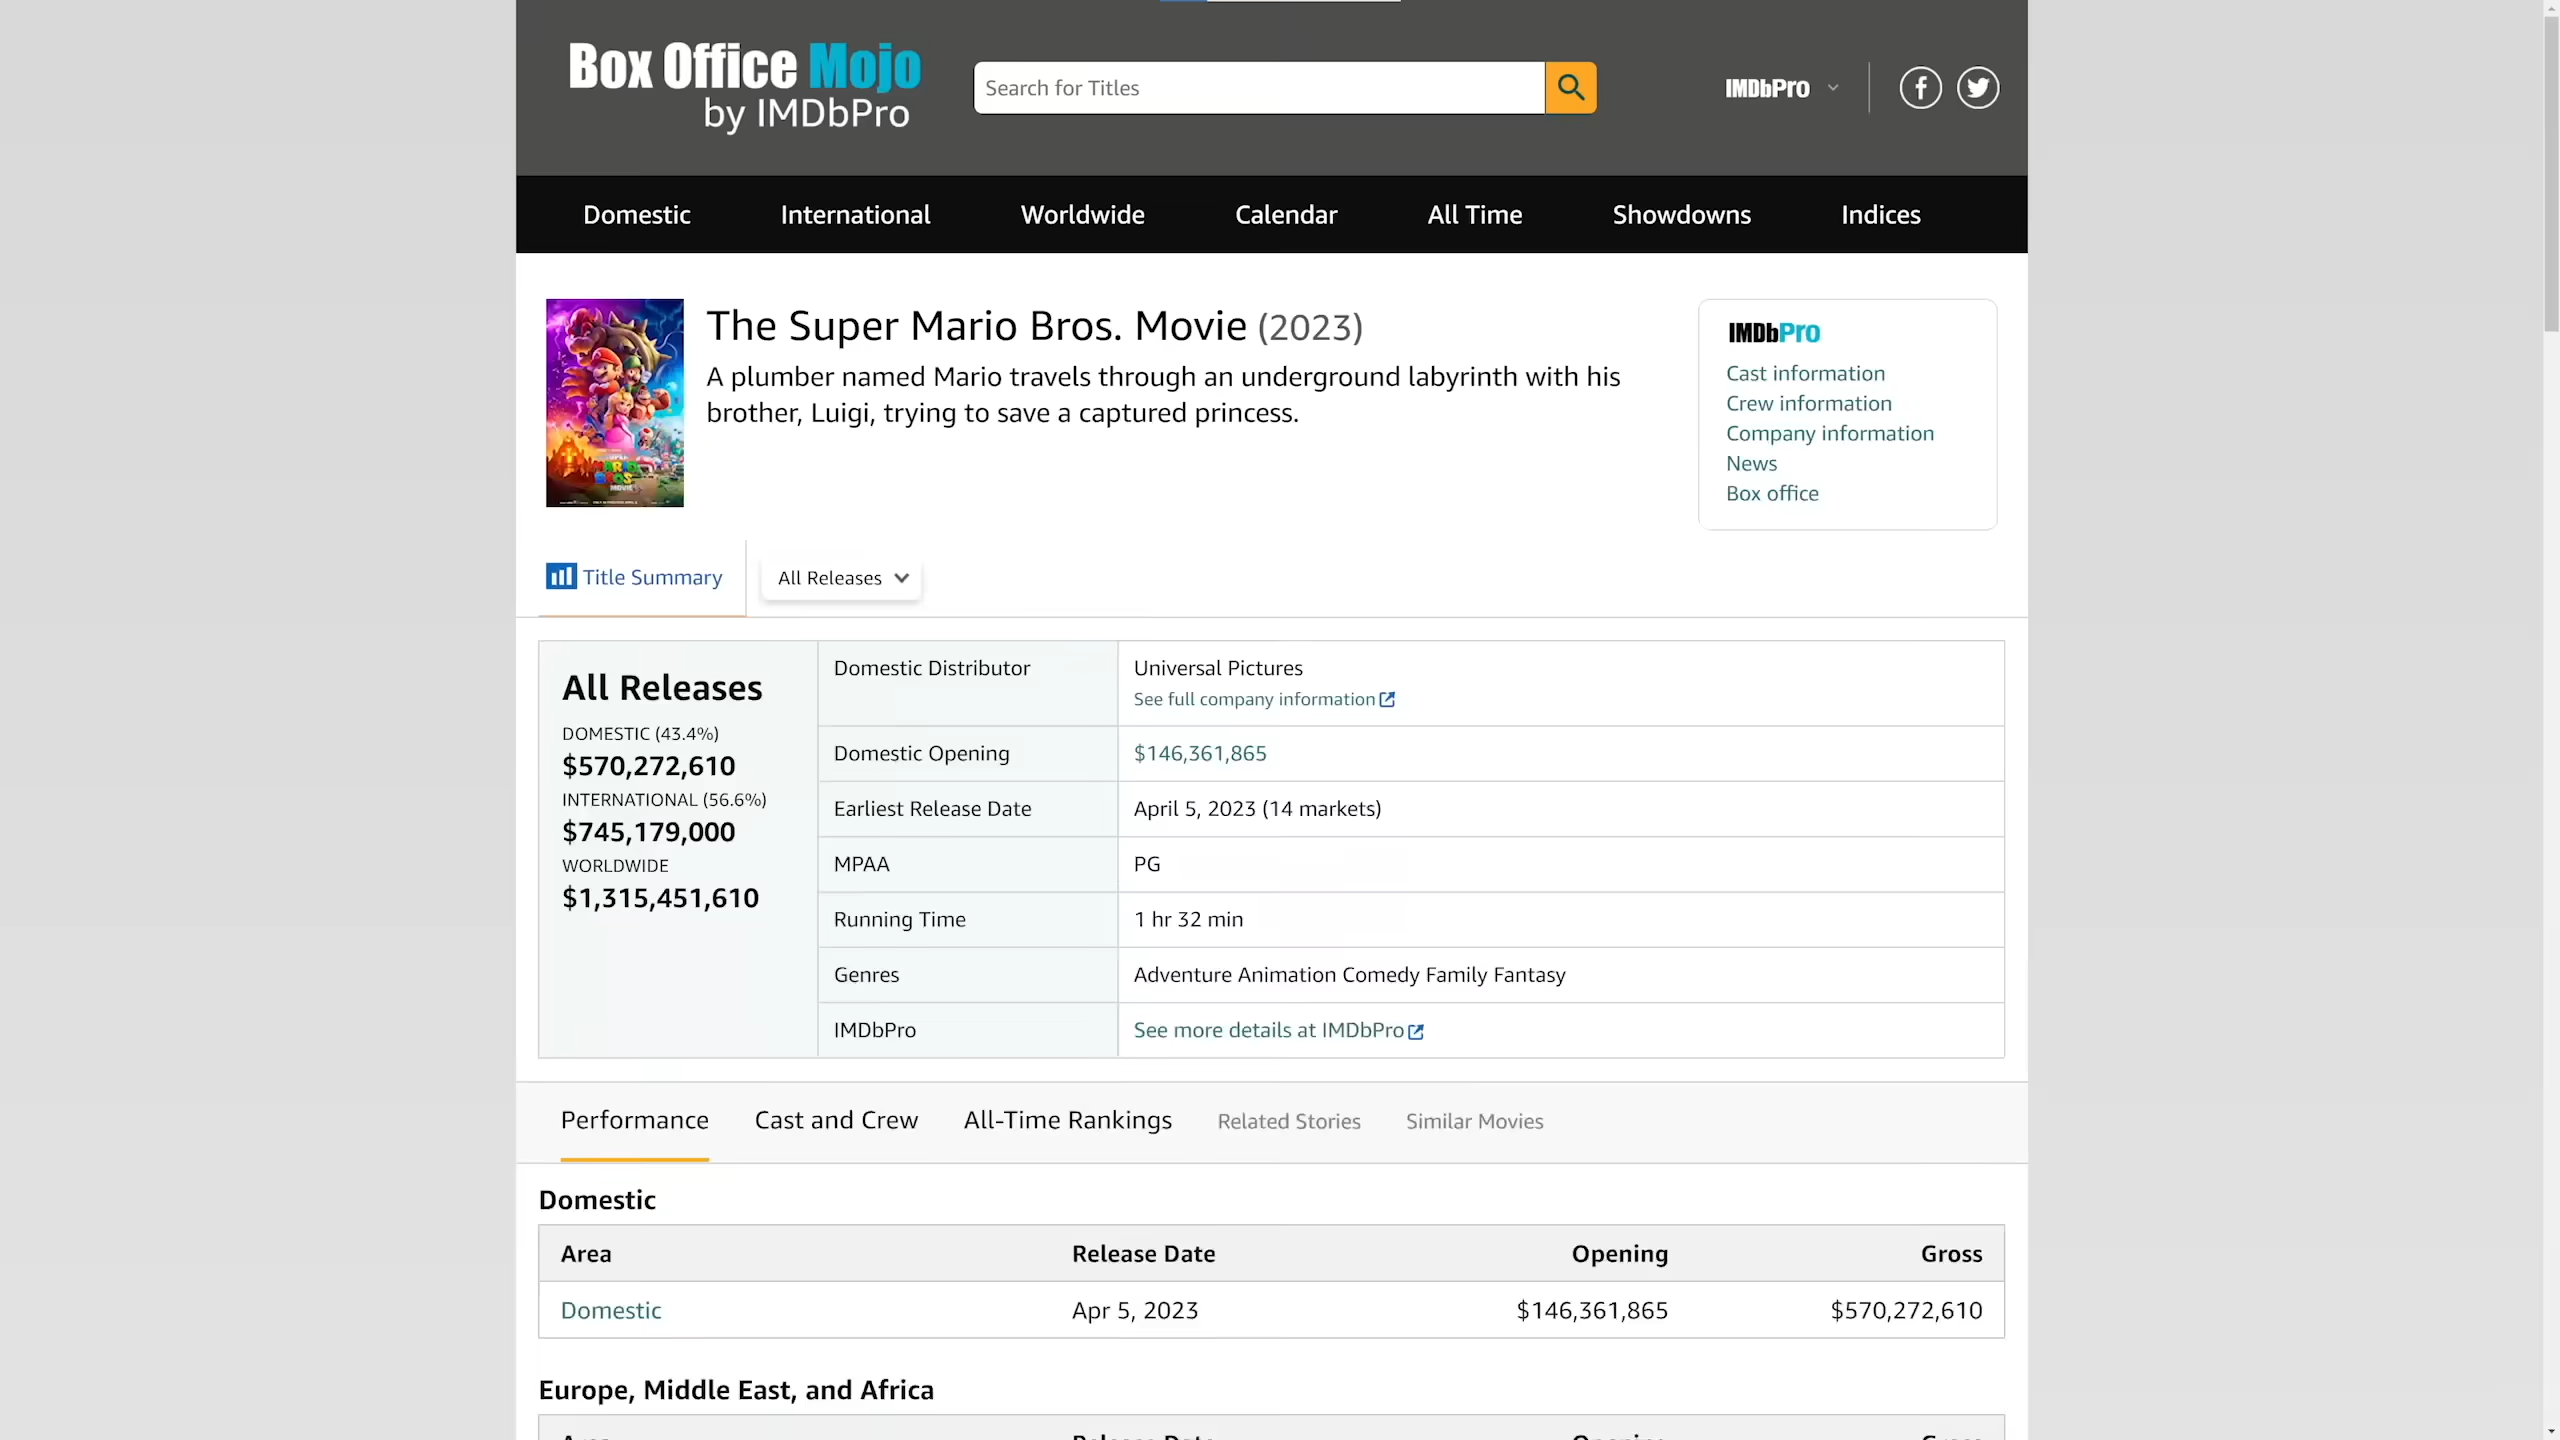 Box Office Mojo
by IMDbPro
Search for Titles
IMDbPro
Domestic
International
Worldwide
Calendar
All Time
Showdowns
Indices
The Super Mario Bros. Movie (2023)
A plumber named Mario travels through an underground labyrinth with his
brother, Luigi, trying to save a captured princess.
IMDbPro
Cast information
Crew information
Company information
News
Box office
Title Summary
All Releases
All Releases
DOMESTIC (43.4%)
$570,272,610
INTERNATIONAL (56.6%)
$745,179,000
WORLDWIDE
$1,315,451,610
Domestic Distributor
Universal Pictures
See full company information
Domestic Opening
$146,361,865
Earliest Release Date
April 5, 2023 (14 markets)
MPAA
PG
Running Time
1 hr 32 min
Genres
Adventure Animation Comedy Family Fantasy
IMDbPro
See more details at IMDbPro
Performance
Cast and Crew
All-Time Rankings
Related Stories
Similar Movies
Domestic
Area Release Date Opening Gross
Domestic Apr 5, 2023 $146,361,865 $570,272,610
Europe, Middle East, and Africa